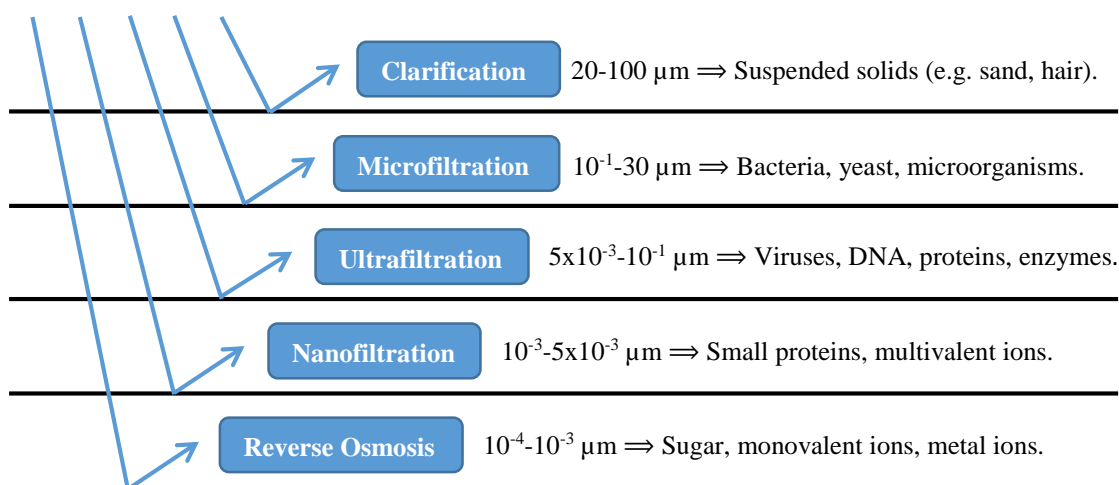 Clarification 20-100 µm ⟹ Suspended solids (e.g. sand, hair).
Microfiltration 10⁻¹-30 µm ⟹ Bacteria, yeast, microorganisms.
Ultrafiltration 5x10⁻³-10⁻¹ µm ⟹ Viruses, DNA, proteins, enzymes.
Nanofiltration 10⁻³-5x10⁻³ µm ⟹ Small proteins, multivalent ions.
Reverse Osmosis 10⁻⁴-10⁻³ µm ⟹ Sugar, monovalent ions, metal ions.